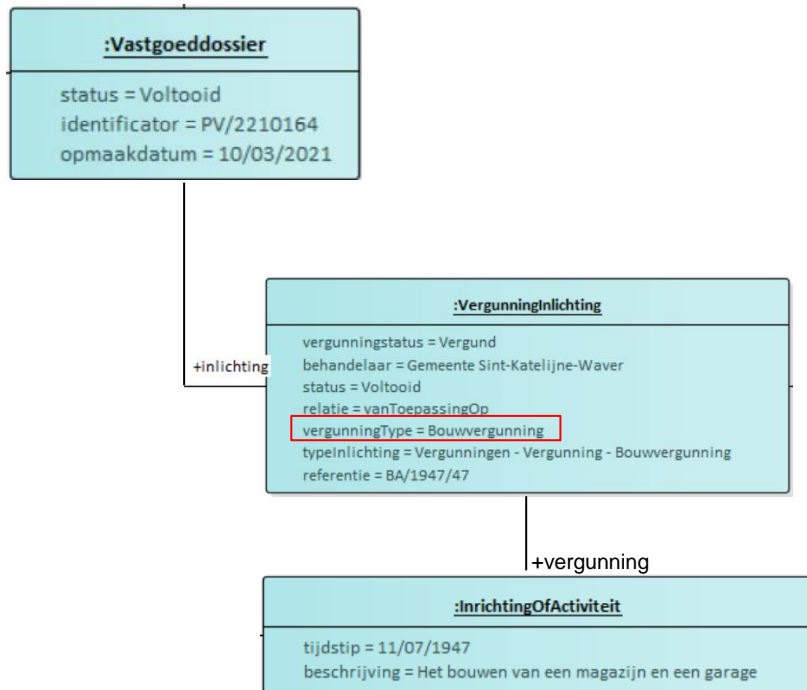 :Vastgoeddossier
status = Voltooid
identificator = PV/2210164
opmaakdatum = 10/03/2021
:VergunningInlichting
vergunningstatus = Vergund
+inlichting
behandelaar = Gemeente Sint-Katelijne-Waver
status = Voltooid
relatie = vanToepassingOp
vergunningType = Bouwvergunning
typeInlichting = Vergunningen - Vergunning - Bouwvergunning
referentie = BA/1947/47
+vergunning
:InrichtingOfActiviteit
tijdstip = 11/07/1947
beschrijving = Het bouwen van een magazijn en een garage